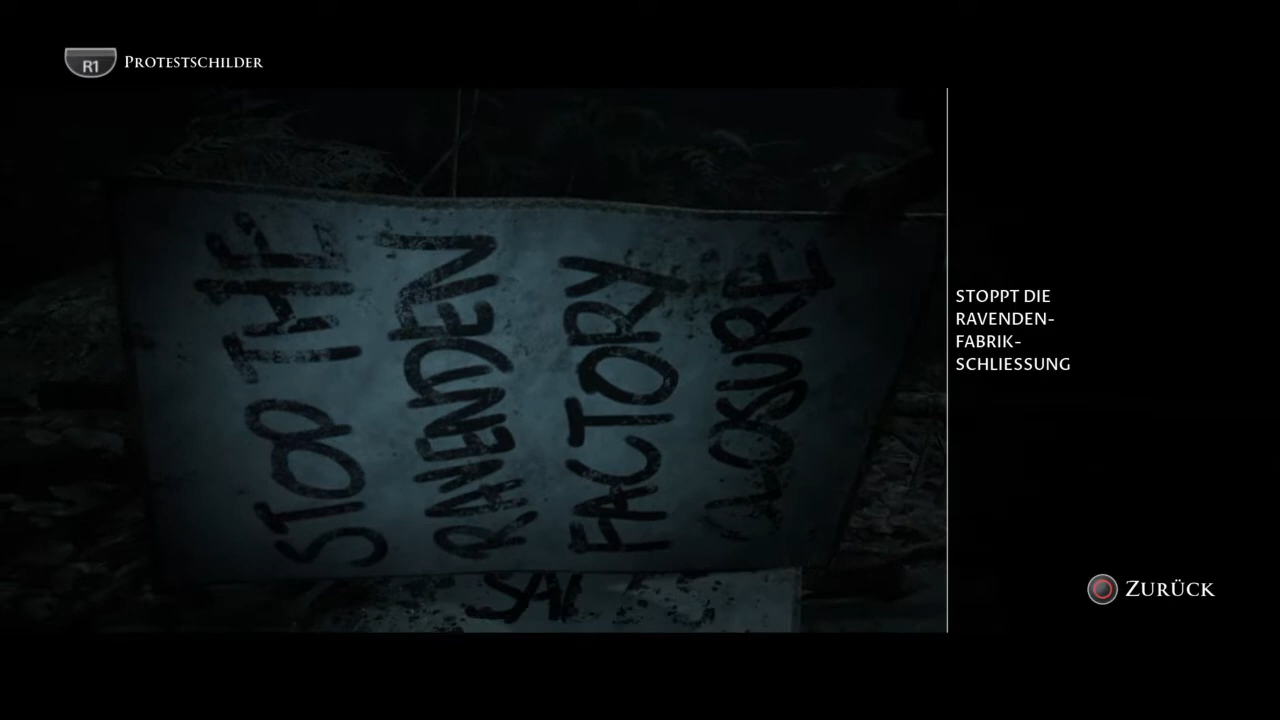 R1 PROTESTSCHILDER
STOP THE
RAVENDEN
FACTORY
CLOSURE
STOPPT DIE
RAVENDEN-
FABRIK-
SCHLIESSUNG
ZURÜCK